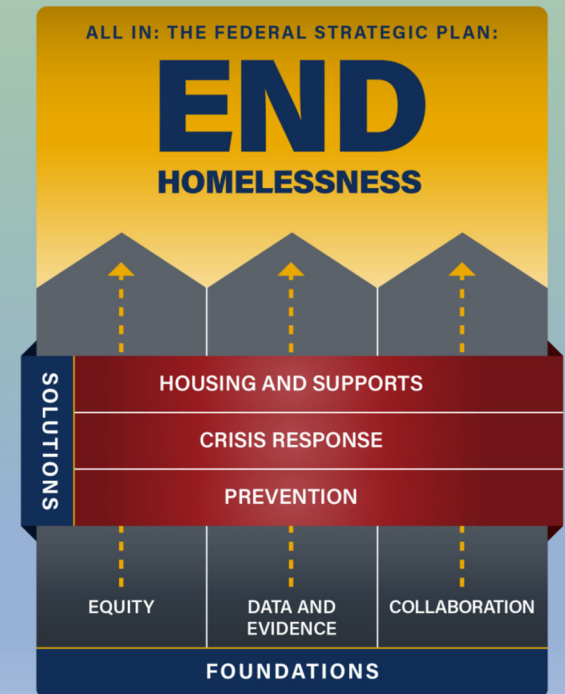 ALL IN: THE FEDERAL STRATEGIC PLAN:
END
HOMELESSNESS
SOLUTIONS
HOUSING AND SUPPORTS
CRISIS RESPONSE
PREVENTION
EQUITY
DATA AND
EVIDENCE
COLLABORATION
FOUNDATIONS